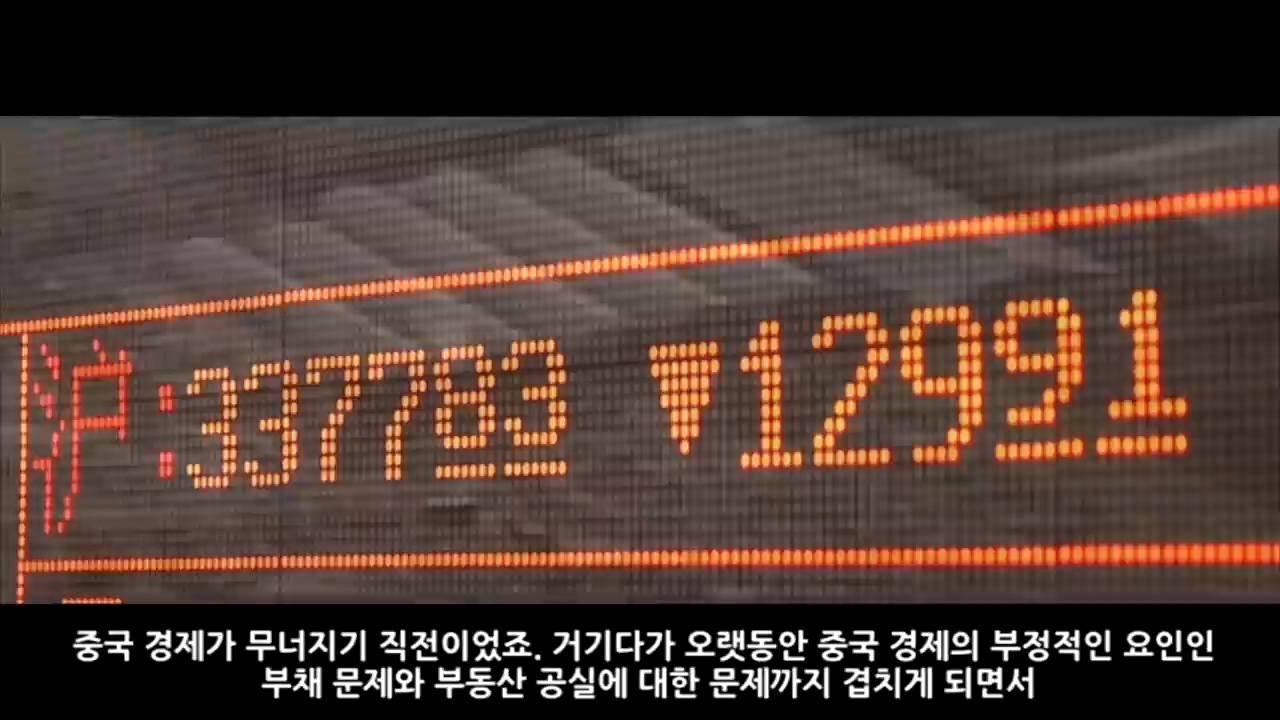 沪:337783 ▼12991
중국 경제가 무너지기 직전이었죠. 거기다가 오랫동안 중국 경제의 부정적인 요인인
부채 문제와 부동산 공실에 대한 문제까지 겹치게 되면서